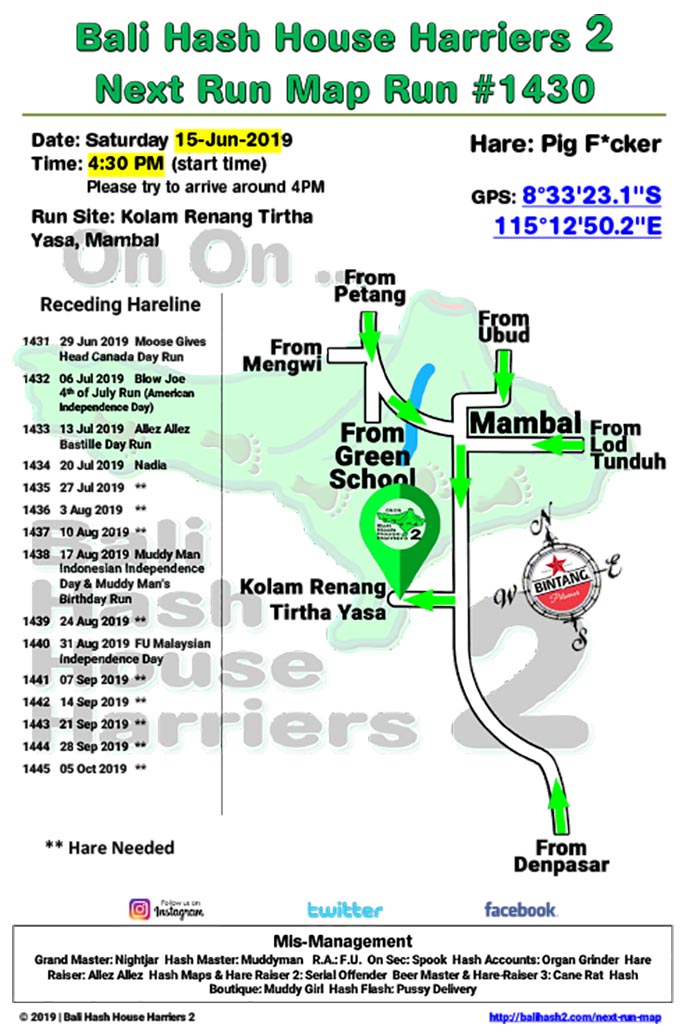 Bali Hash House Harriers 2
Next Run Map Run #1430
Date: Saturday 15-Jun-2019
Time: 4:30 PM (start time)
Please try to arrive around 4PM
Run Site: Kolam Renang Tirtha
Yasa, Mambal
Hare: Pig F*cker
GPS: 8°33'23.1"S
115°12'50.2"E
On On ...
Receding Hareline
1431 29 Jun 2019 Moose Gives
Head Canada Day Run
1432 06 Jul 2019 Blow Joe
4th of July Run (American
Independence Day)
1433 13 Jul 2019 Allez Allez
Bastille Day Run
1434 20 Jul 2019 Nadia
1435 27 Jul 2019 **
1436 3 Aug 2019 **
1437 10 Aug 2019 **
1438 17 Aug 2019 Muddy Man
Indonesian Independence
Day & Muddy Man's
Birthday Run
1439 24 Aug 2019 **
1440 31 Aug 2019 FU Malaysian
Independence Day
1441 07 Sep 2019 **
1442 14 Sep 2019 **
1443 21 Sep 2019 **
1444 28 Sep 2019 **
1445 05 Oct 2019 **
** Hare Needed
From
Petang
From
Mengwi
From
Ubud
Mambal
From
Lod
Tunduh
From
Green
School
ON ON
Bali
Hash
House
Harriers 2
Kolam Renang
Tirtha Yasa
N
E
W
S
BINTANG
Pilsener
From
Denpasar
Bali
Hash
House
Harriers 2
Follow us on
Instagram
twitter
facebook
Mis-Management
Grand Master: Nightjar Hash Master: Muddyman R.A.: F.U. On Sec: Spook Hash Accounts: Organ Grinder Hare
Raiser: Allez Allez Hash Maps & Hare Raiser 2: Serial Offender Beer Master & Hare-Raiser 3: Cane Rat Hash
Boutique: Muddy Girl Hash Flash: Pussy Delivery
© 2019 | Bali Hash House Harriers 2
http://balihash2.com/next-run-map